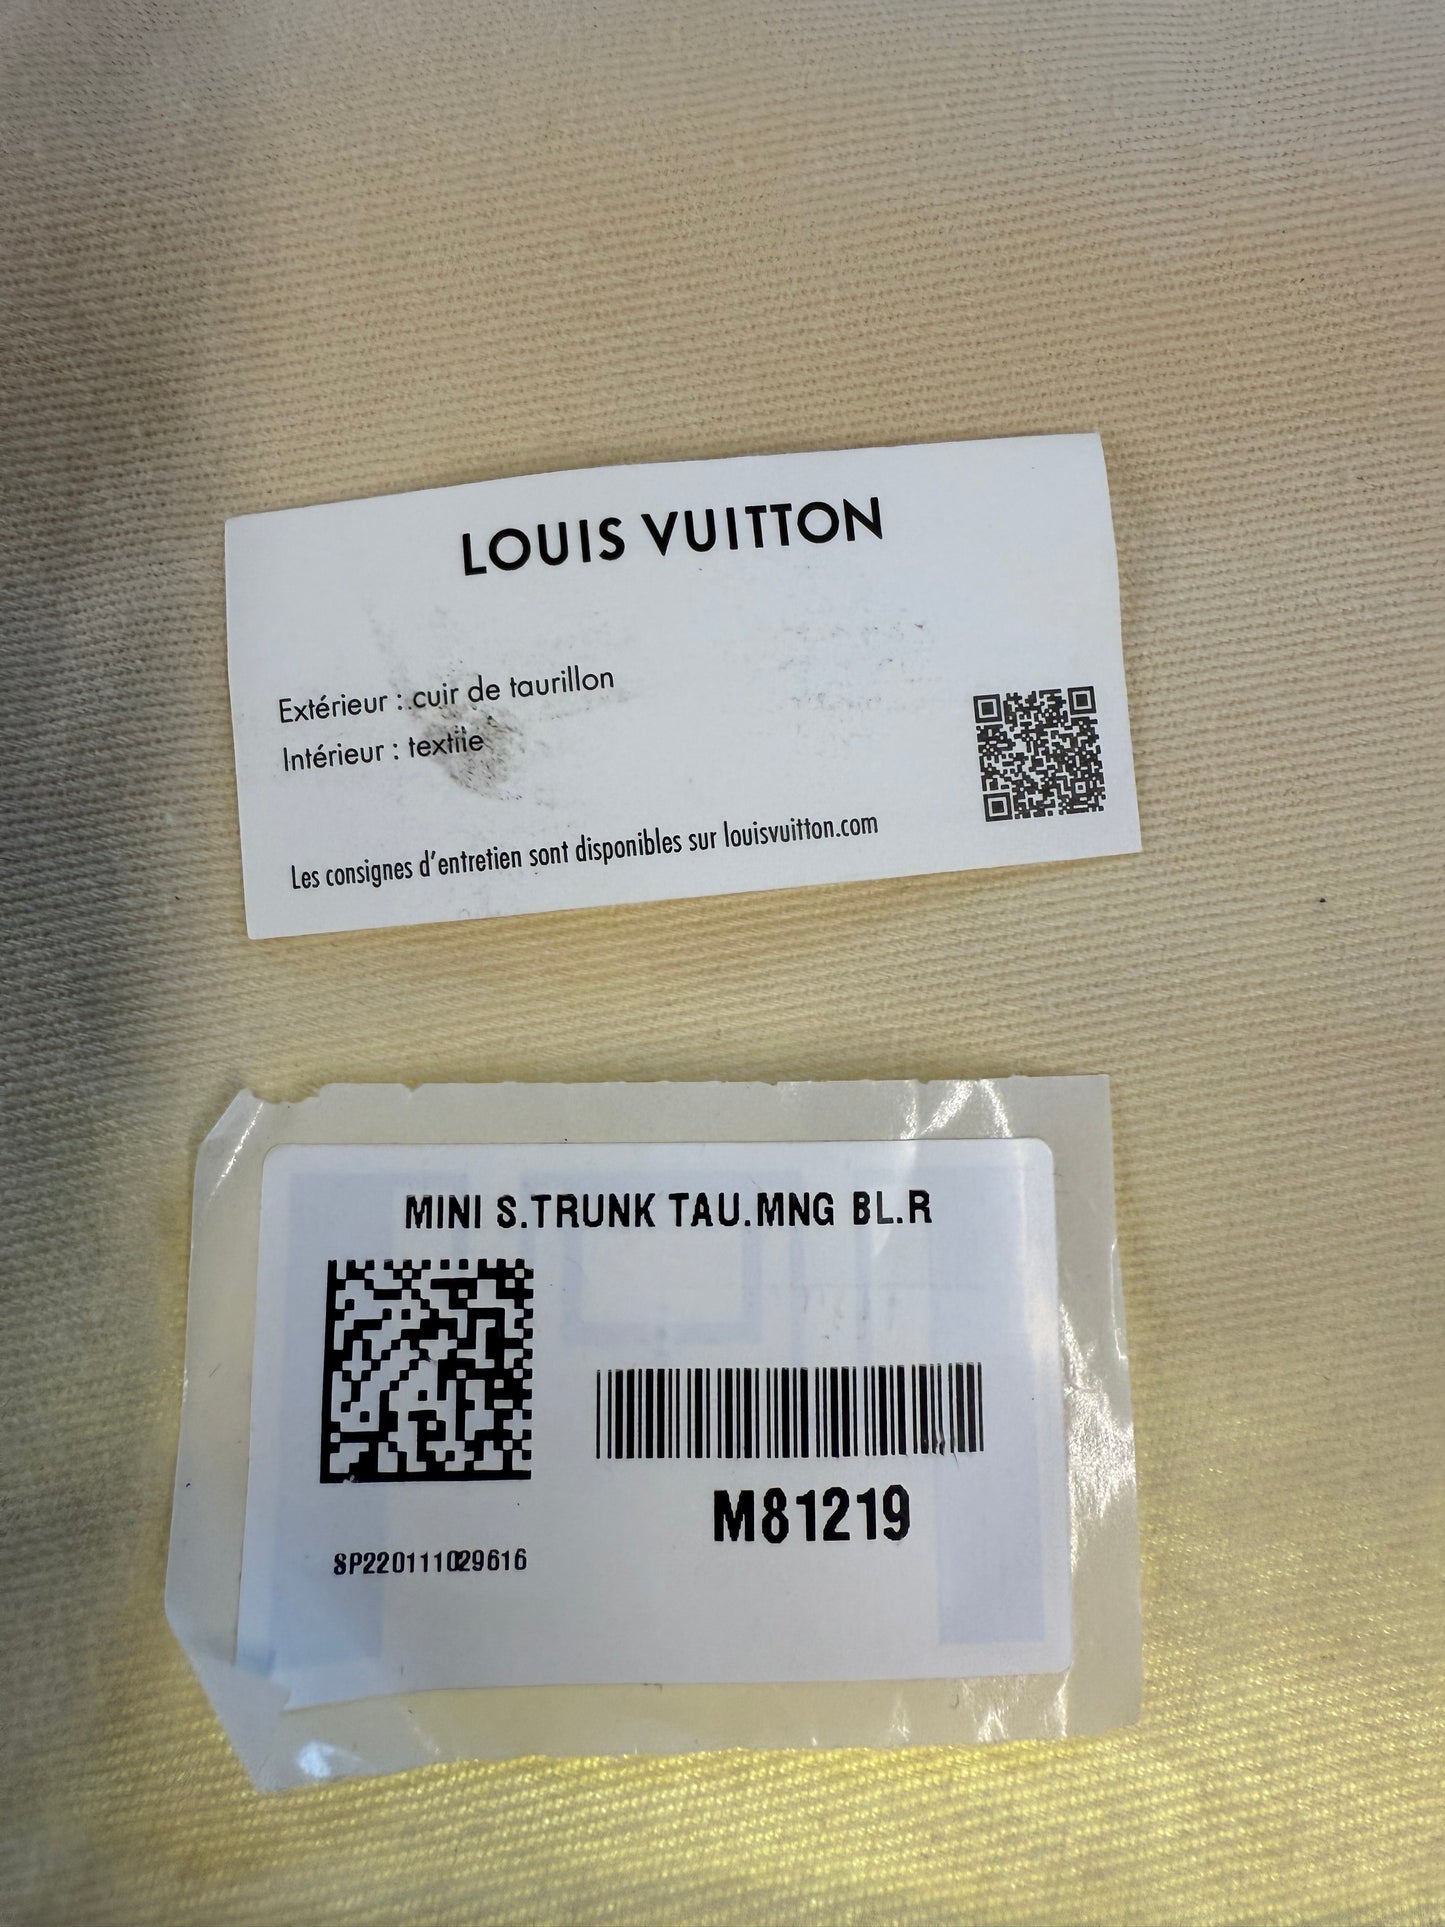 LOUIS VUITTON
Extérieur : cuir de taurillon
Intérieur : textile
Les consignes d'entretien sont disponibles sur louisvuitton.com
MINI S.TRUNK TAU.MNG BL.R
M81219
SP220111029616